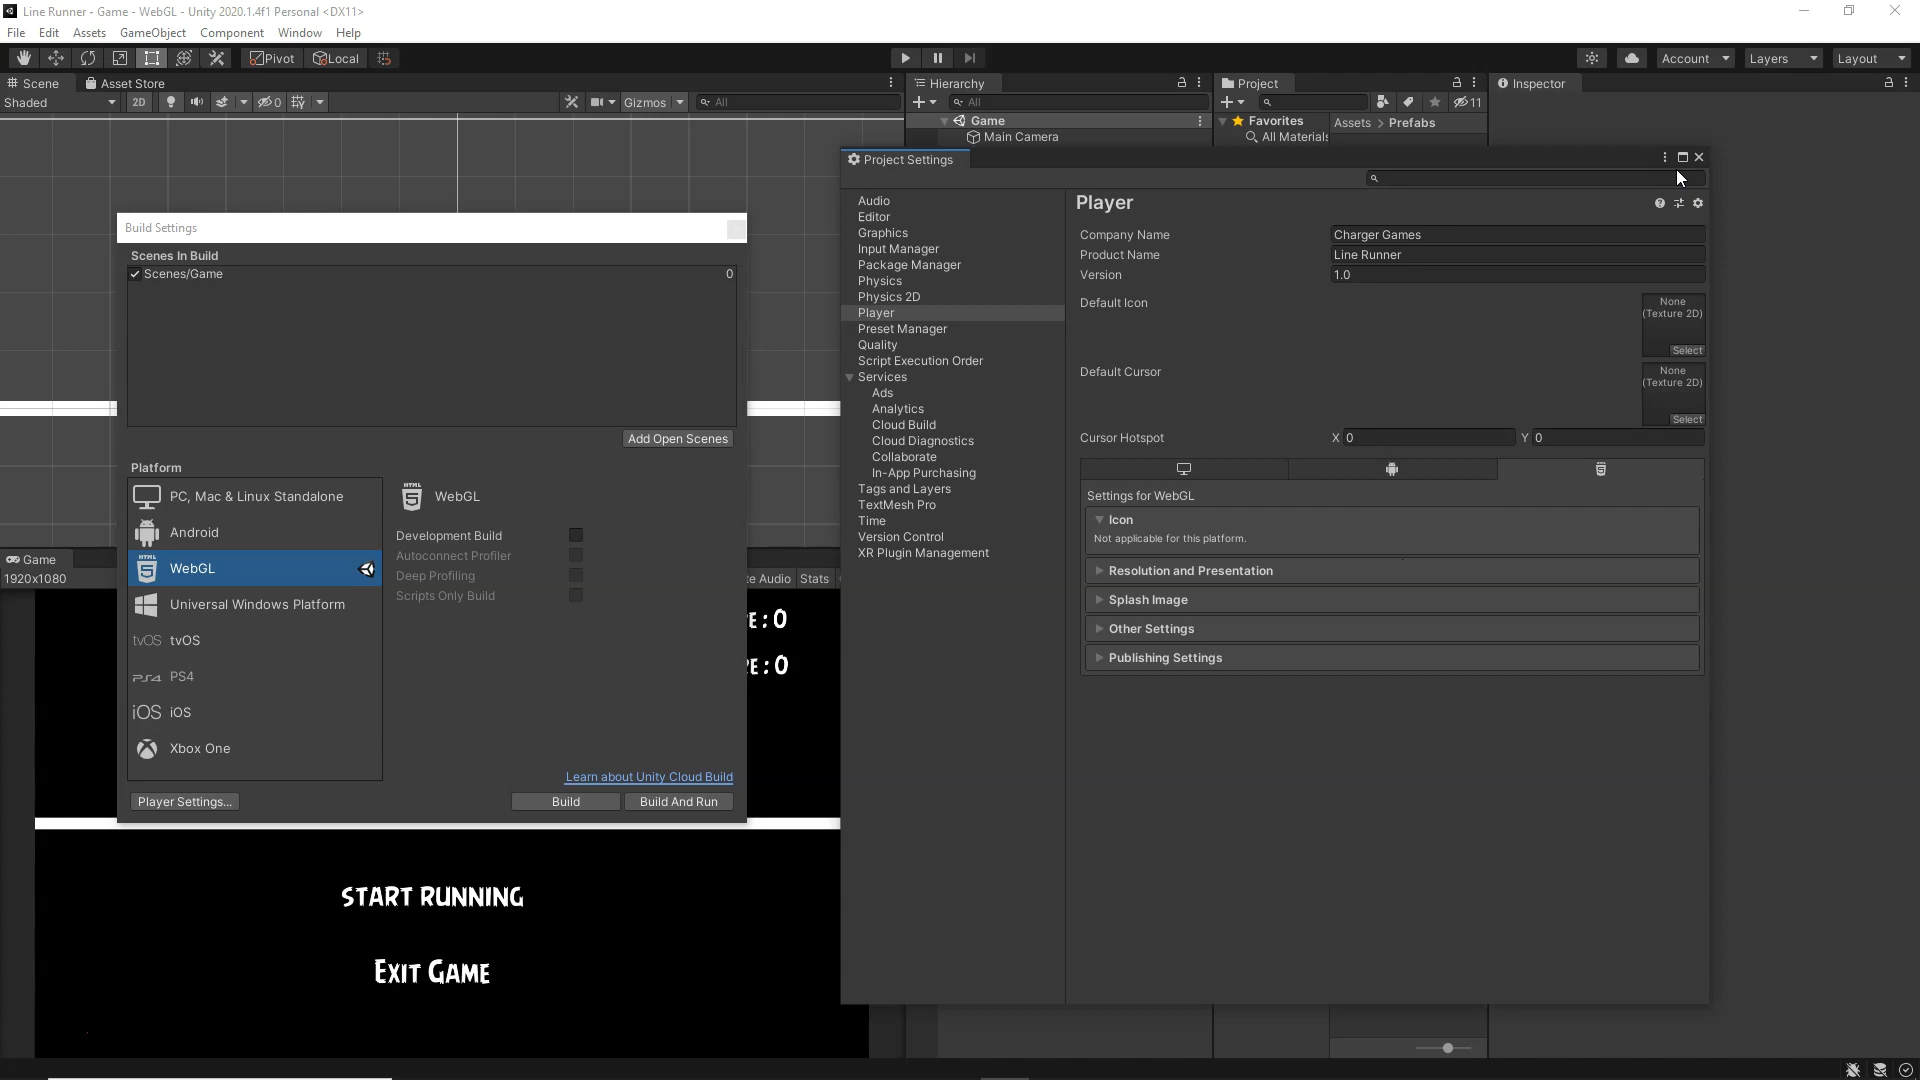 Line Runner - Game - WebGL - Unity 2020.1.4f1 Personal <DX11>
File Edit Assets GameObject Component Window Help
Pivot Local Account Layers Layout
Scene Asset Store Hierarchy Project Inspector
Shaded 2D 0 Gizmos All All 11
Game Favorites Assets > Prefabs
Main Camera All Materials
Build Settings
Scenes In Build
Scenes/Game 0
Add Open Scenes
Platform
PC, Mac & Linux Standalone
Android
WebGL
Universal Windows Platform
tvOS tvOS
PS4 PS4
iOS iOS
Xbox One
HTML 5 WebGL
Development Build
Autoconnect Profiler
Deep Profiling
Scripts Only Build
Learn about Unity Cloud Build
Player Settings... Build Build And Run
Project Settings
Audio
Editor
Graphics
Input Manager
Package Manager
Physics
Physics 2D
Player
Preset Manager
Quality
Script Execution Order
Services
Ads
Analytics
Cloud Build
Cloud Diagnostics
Collaborate
In-App Purchasing
Tags and Layers
TextMesh Pro
Time
Version Control
XR Plugin Management
Player
Company Name Charger Games
Product Name Line Runner
Version 1.0
Default Icon None (Texture 2D) Select
Default Cursor None (Texture 2D) Select
Cursor Hotspot X 0 Y 0
Settings for WebGL
Icon
Not applicable for this platform.
Resolution and Presentation
Splash Image
Other Settings
Publishing Settings
Game
1920x1080 Audio Stats
: 0
: 0
START RUNNING
EXIT GAME